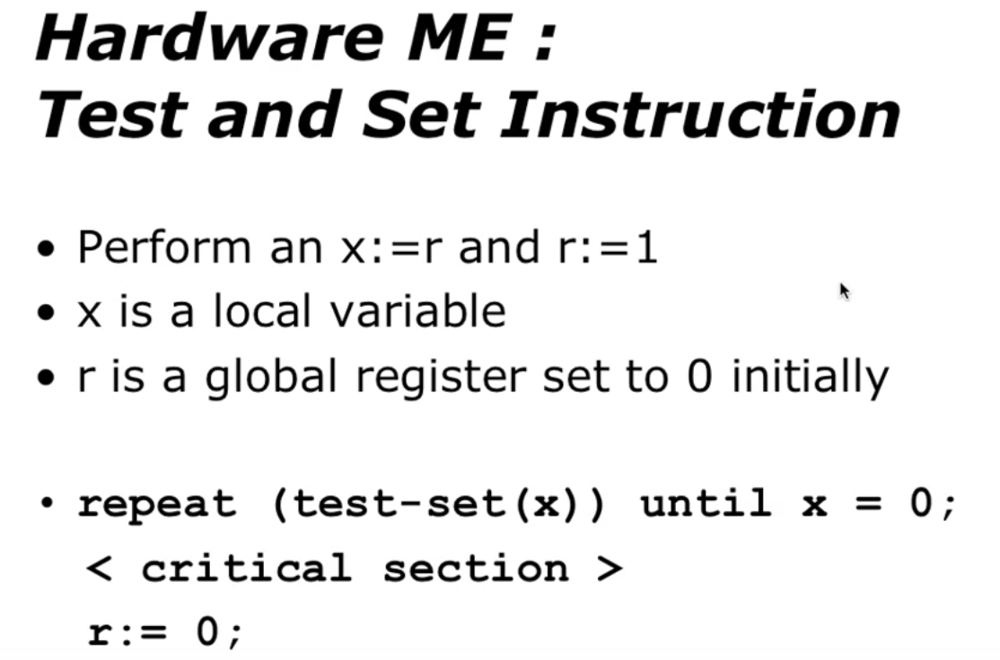 Hardware ME :
Test and Set Instruction
• Perform an x:=r and r:=1
• x is a local variable
• r is a global register set to 0 initially
• repeat (test-set(x)) until x = 0;
< critical section >
r:= 0;